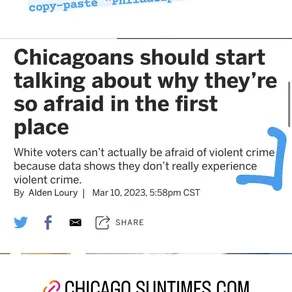 copy-paste "Philadelp
Chicagoans should start
talking about why they're
so afraid in the first
place
White voters can't actually be afraid of violent crime
because data shows they don't really experience
violent crime.
By Alden Loury | Mar 10, 2023, 5:58pm CST
SHARE
CHICAGO.SUNTIMES.COM